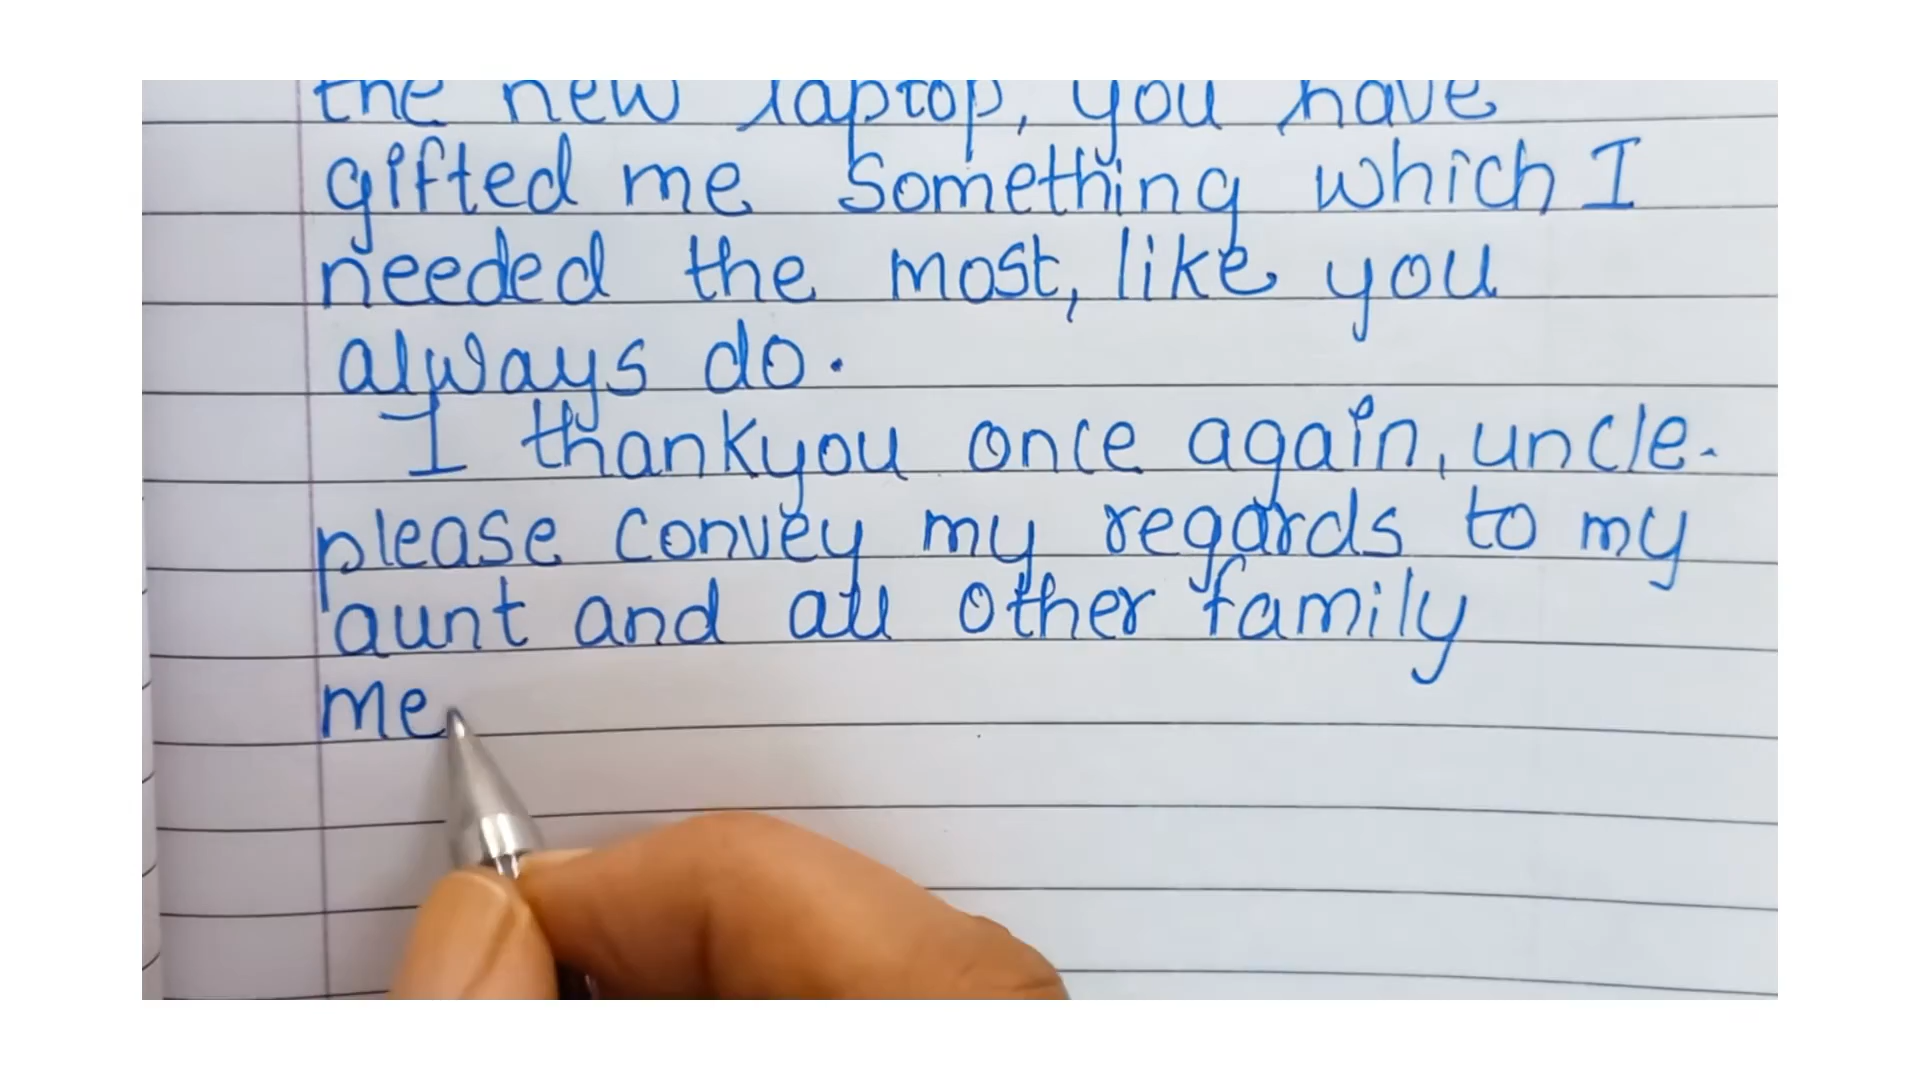 the new laptop, you have
gifted me Something which I
needed the most, like you
always do.
I thankyou once again, uncle.
please convey my regards to my
aunt and all other family
me